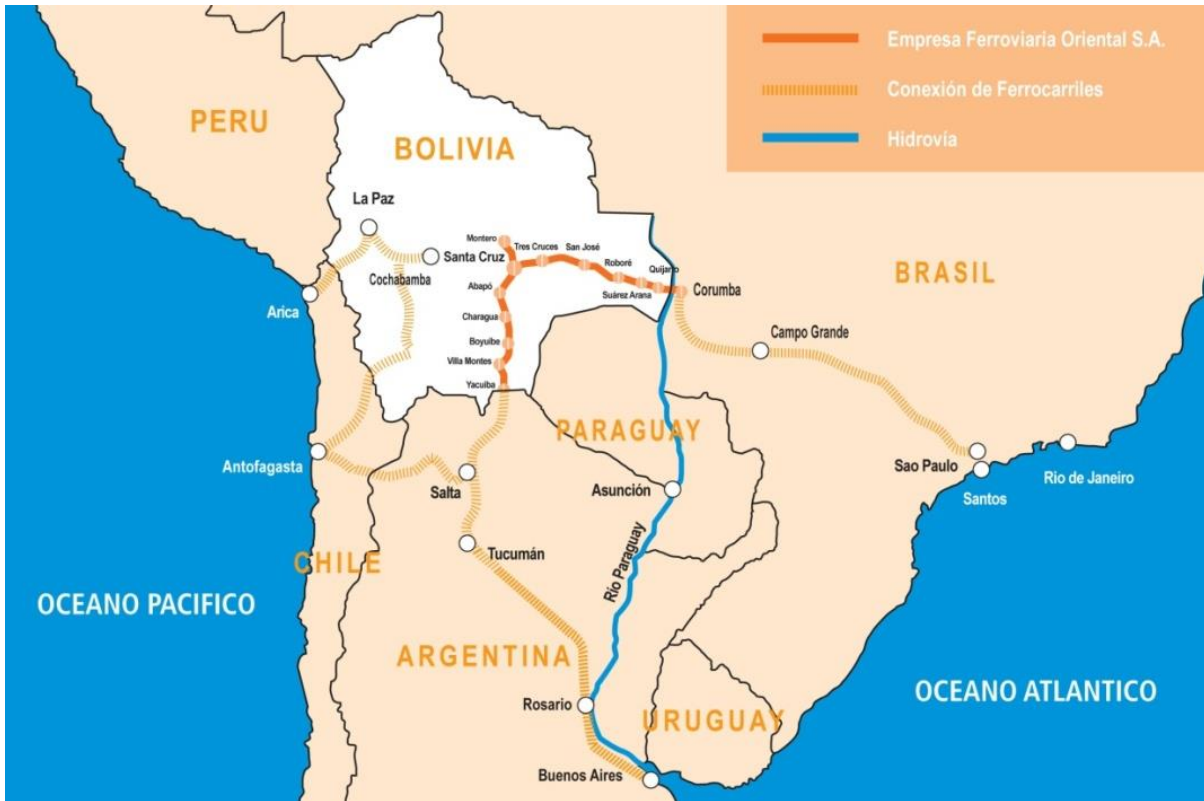 Empresa Ferroviaria Oriental S.A.
Conexión de Ferrocarriles
Hidrovía
PERU
BOLIVIA
La Paz
Montero
Tres Cruces
San José
Santa Cruz
Roboré
Quijarro
BRASIL
Cochabamba
Abapó
Suárez Arana
Corumba
Arica
Charagua
Campo Grande
Boyuibe
Villa Montes
Yacuiba
PARAGUAY
Antofagasta
Sao Paulo
Rio de Janeiro
Salta
Asunción
Santos
Tucumán
CHILE
Río Paraguay
OCEANO PACIFICO
ARGENTINA
OCEANO ATLANTICO
Rosario
URUGUAY
Buenos Aires